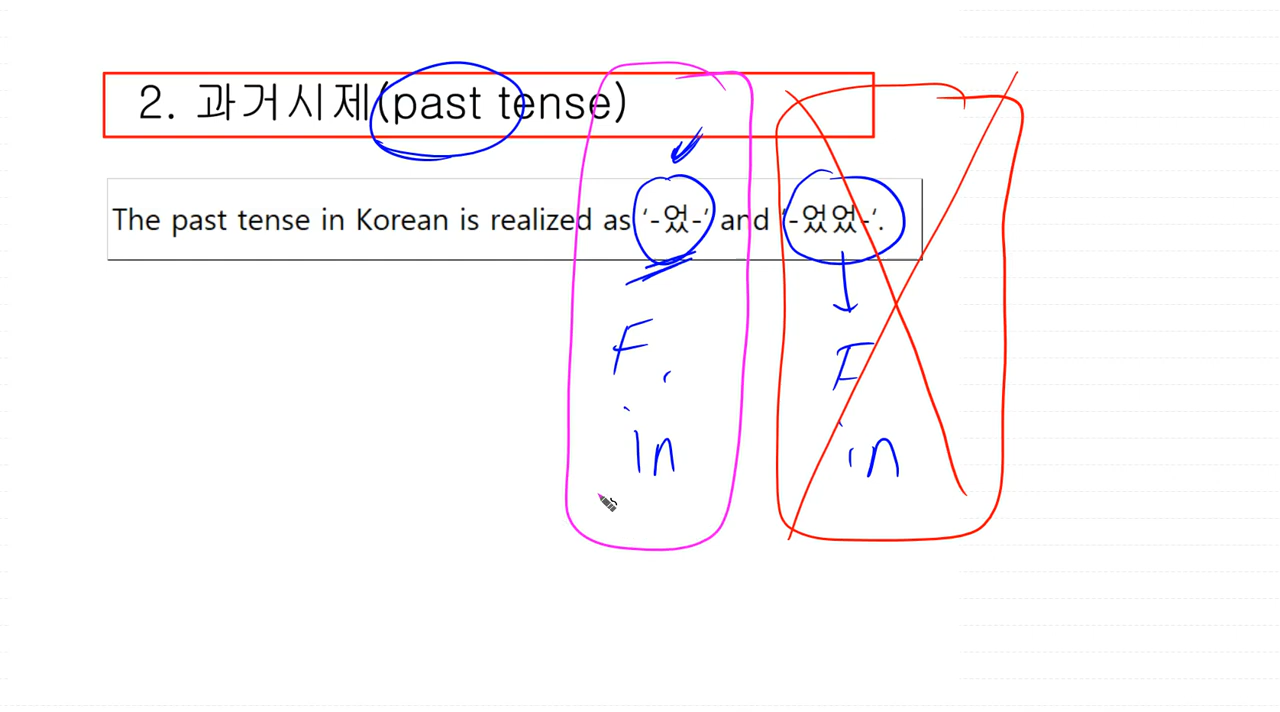 2. 과거시제(past tense)
The past tense in Korean is realized as ‘-었-’ and ‘-었었-‘.
F. I
in in